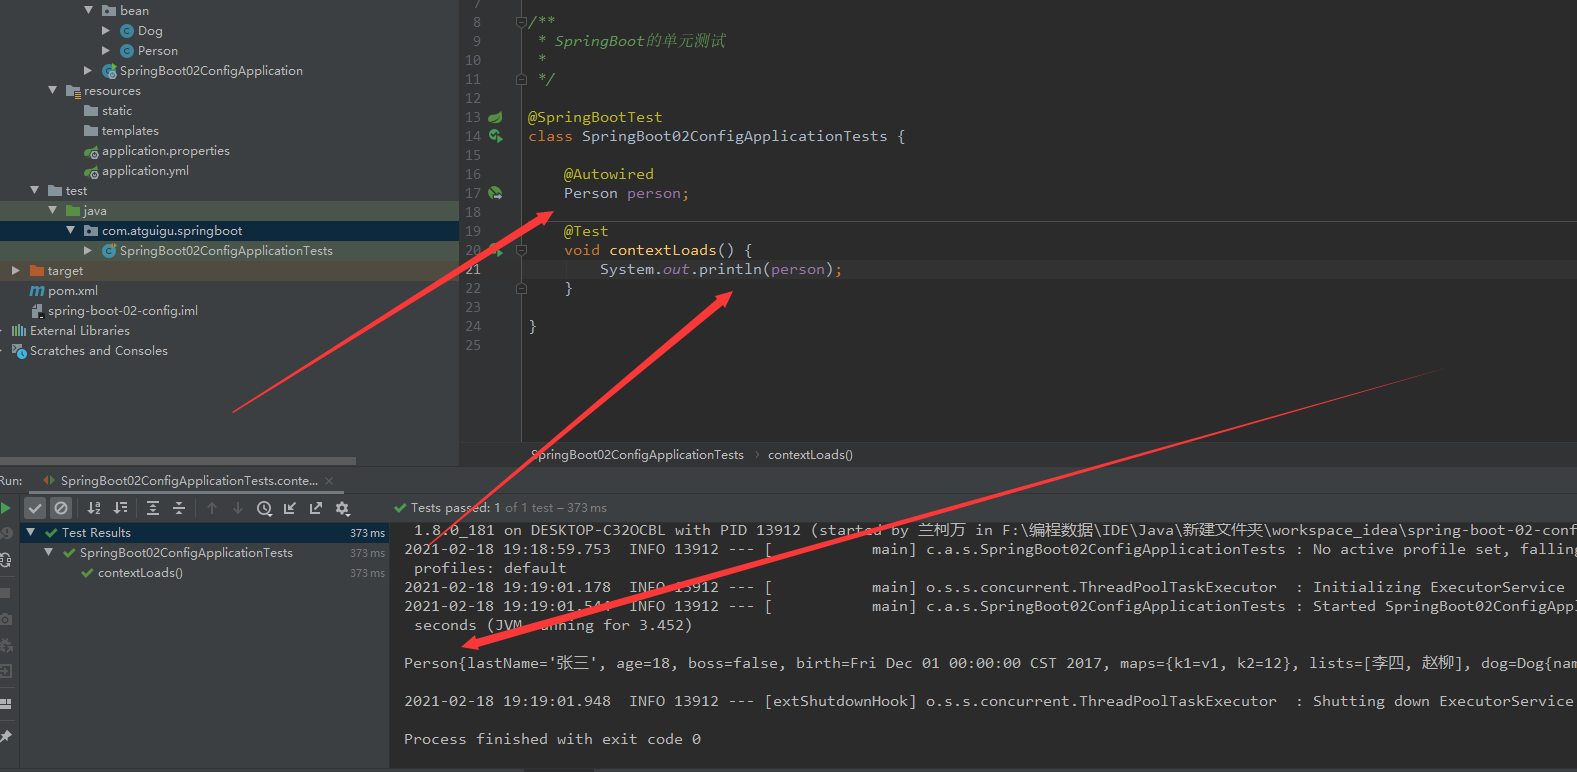 bean
Dog
Person
SpringBoot02ConfigApplication
resources
static
templates
application.properties
application.yml
test
java
com.atguigu.springboot
SpringBoot02ConfigApplicationTests
target
pom.xml
spring-boot-02-config.iml
External Libraries
Scratches and Consoles
7
8 /**
9 * SpringBoot的单元测试
10 *
11 */
12
13 @SpringBootTest
14 class SpringBoot02ConfigApplicationTests {
15
16 @Autowired
17 Person person;
18
19 @Test
20 void contextLoads() {
21 System.out.println(person);
22 }
23
24 }
25
SpringBoot02ConfigApplicationTests › contextLoads()
Run: SpringBoot02ConfigApplicationTests.conte... ×
Tests passed: 1 of 1 test – 373 ms
Test Results 373 ms
SpringBoot02ConfigApplicationTests 373 ms
contextLoads() 373 ms
1.8.0_181 on DESKTOP-C32OCBL with PID 13912 (started by 兰柯万 in F:\编程数据\IDE\Java\新建文件夹\workspace_idea\spring-boot-02-conf
2021-02-18 19:18:59.753 INFO 13912 --- [ main] c.a.s.SpringBoot02ConfigApplicationTests : No active profile set, falling
profiles: default
2021-02-18 19:19:01.178 INFO 13912 --- [ main] o.s.s.concurrent.ThreadPoolTaskExecutor : Initializing ExecutorService
2021-02-18 19:19:01.544 INFO 13912 --- [ main] c.a.s.SpringBoot02ConfigApplicationTests : Started SpringBoot02ConfigApp
seconds (JVM running for 3.452)
Person{lastName='张三', age=18, boss=false, birth=Fri Dec 01 00:00:00 CST 2017, maps={k1=v1, k2=12}, lists=[李四, 赵柳], dog=Dog{nam
2021-02-18 19:19:01.948 INFO 13912 --- [extShutdownHook] o.s.s.concurrent.ThreadPoolTaskExecutor : Shutting down ExecutorService
Process finished with exit code 0